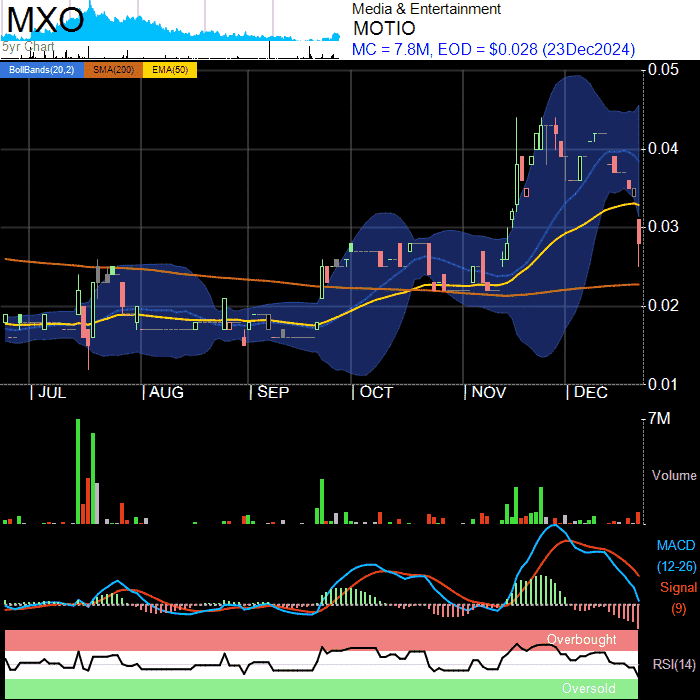 MXO
5yr Chart
Media & Entertainment
MOTIO
MC = 7.8M, EOD = $0.028 (23Dec2024)
BollBands(20,2) SMA(200) EMA(50)
0.05
0.04
0.03
0.02
0.01
JUL AUG SEP OCT NOV DEC
7M
Volume
MACD
(12-26)
Signal
(9)
Overbought
RSI(14)
Oversold